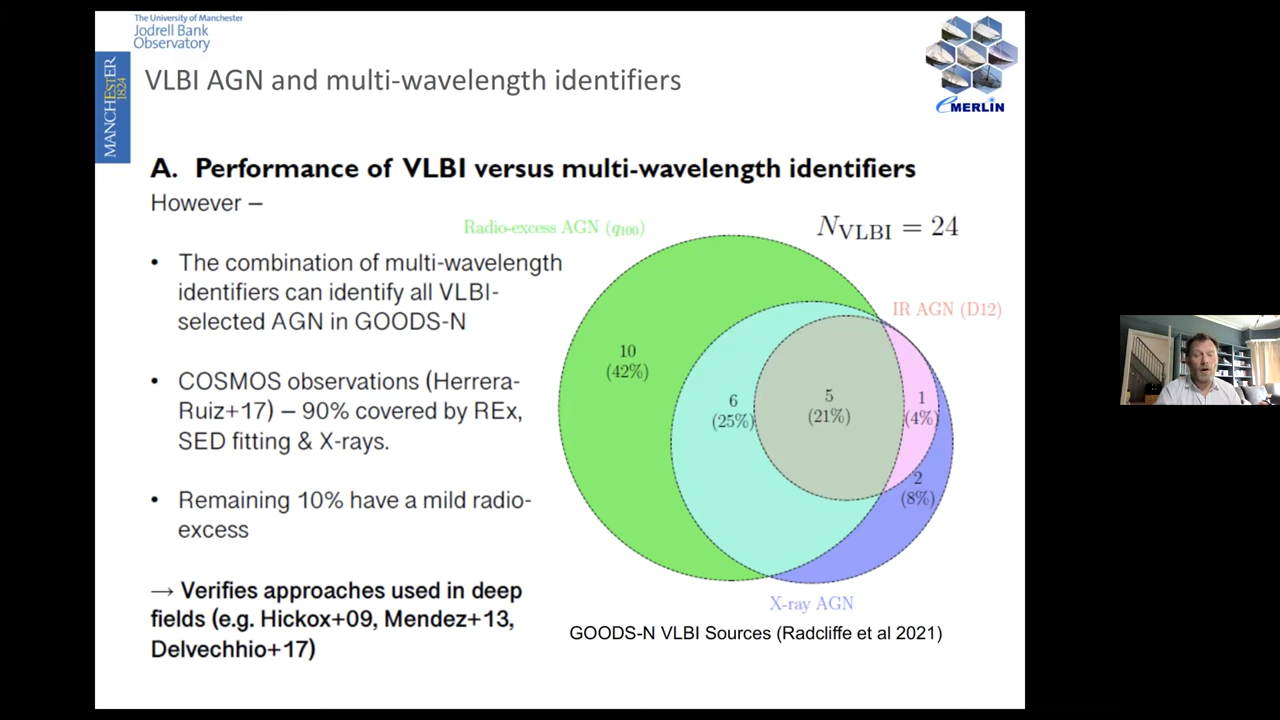 The University of Manchester
Jodrell Bank
Observatory
MANCHESTER
1824
VLBI AGN and multi-wavelength identifiers
eMERLIN
A. Performance of VLBI versus multi-wavelength identifiers
However –
• The combination of multi-wavelength
identifiers can identify all VLBI-
selected AGN in GOODS-N
• COSMOS observations (Herrera-
Ruiz+17) – 90% covered by REx,
SED fitting & X-rays.
• Remaining 10% have a mild radio-
excess
→ Verifies approaches used in deep
fields (e.g. Hickox+09, Mendez+13,
Delvechhio+17)
Radio-excess AGN (q100)
NVLBI = 24
IR AGN (D12)
10
(42%)
6
(25%)
5
(21%)
1
(4%)
2
(8%)
X-ray AGN
GOODS-N VLBI Sources (Radcliffe et al 2021)